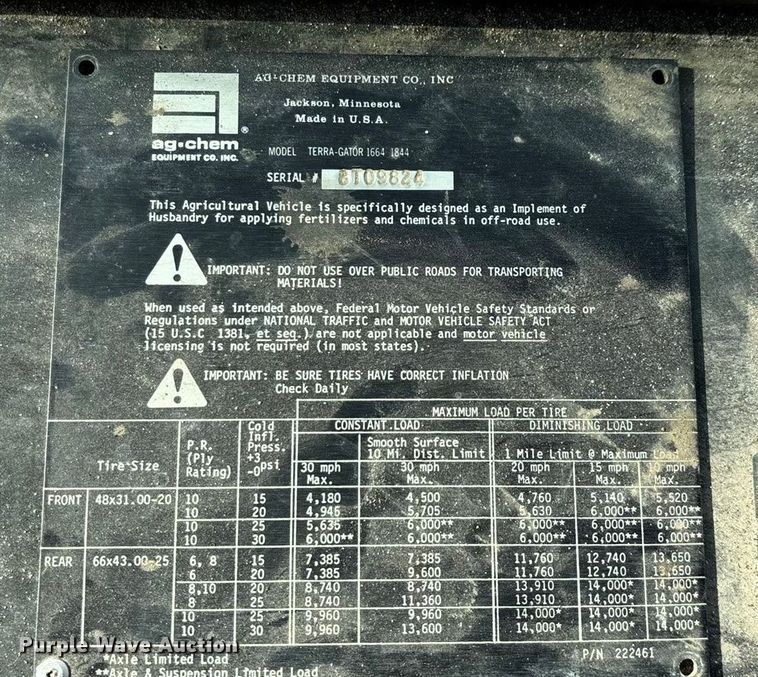 AG-CHEM EQUIPMENT CO., INC
Jackson, Minnesota
Made in U.S.A.
ag•chem®
EQUIPMENT CO. INC.
MODEL TERRA-GATOR 1664 1844
SERIAL # 8T09824
This Agricultural Vehicle is specifically designed as an Implement of
Husbandry for applying fertilizers and chemicals in off-road use.
IMPORTANT: DO NOT USE OVER PUBLIC ROADS FOR TRANSPORTING
MATERIALS!
When used as intended above, Federal Motor Vehicle Safety Standards or
Regulations under NATIONAL TRAFFIC and MOTOR VEHICLE SAFETY ACT
(15 U.S.C 1381, et seq.) are not applicable and motor vehicle
licensing is not required (in most states).
IMPORTANT: BE SURE TIRES HAVE CORRECT INFLATION
Check Daily
MAXIMUM LOAD PER TIRE
CONSTANT LOAD DIMINISHING LOAD
Tire Size P.R. (Ply Rating) Cold Infl. Press. +3 -0 psi
Smooth Surface
10 Mi. Dist. Limit 1 Mile Limit @ Maximum Load
30 mph Max. 30 mph Max. 20 mph Max. 15 mph Max. 10 mph Max.
FRONT 48x31.00-20 10 15 4,180 4,500 4,760 5,140 5,520
10 20 4,946 5,705 5,630 6,000** 6,000**
10 25 5,635 6,000** 6,000** 6,000** 6,000**
10 30 6,000** 6,000** 6,000** 6,000** 6,000**
REAR 66x43.00-25 6, 8 15 7,385 7,385 11,760 12,740 13,650
6 20 7,385 9,600 11,760 12,740 13,650
8,10 20 8,740 8,740 13,910 14,000* 14,000*
8 25 8,740 11,360 13,910 14,000* 14,000*
10 25 9,960 9,960 14,000* 14,000* 14,000*
10 30 9,960 13,600 14,000* 14,000* 14,000*
P/N 222461
Purple Wave Auction
*Axle Limited Load
**Axle & Suspension Limited Load